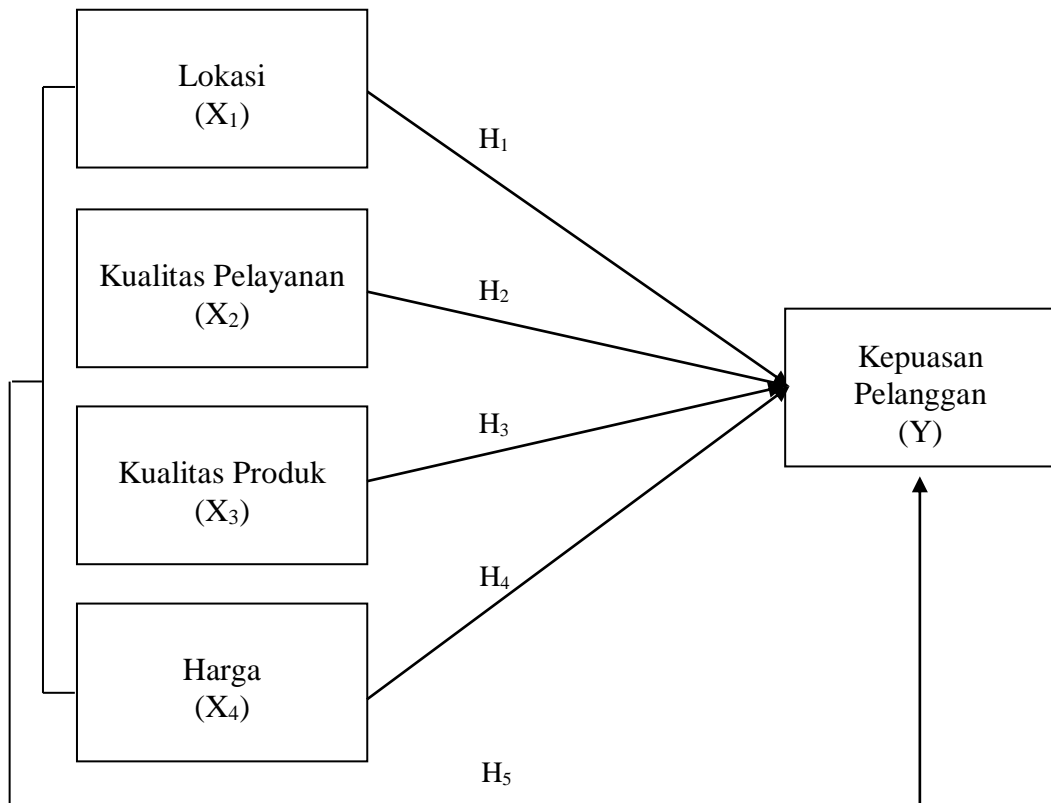 Lokasi
(X₁)
H₁
Kualitas Pelayanan
(X₂)
H₂
Kepuasan
Pelanggan
(Y)
Kualitas Produk
(X₃)
H₃
Harga
(X₄)
H₄
H₅